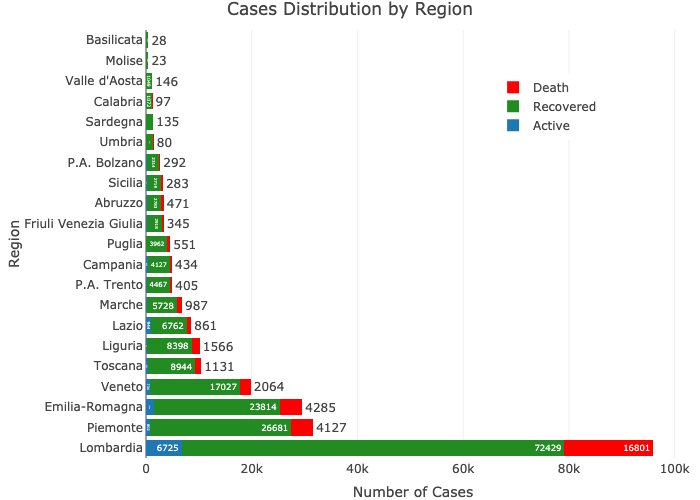 Cases Distribution by Region
Basilicata 28
Molise 23
Valle d'Aosta 146
Calabria 97
Sardegna 135
Umbria 80
P.A. Bolzano 292
Sicilia 283
Abruzzo 471
Friuli Venezia Giulia 345
Puglia 3962 551
Campania 4127 434
P.A. Trento 4467 405
Marche 5728 987
Lazio 6762 861
Liguria 8398 1566
Toscana 8944 1131
Veneto 17027 2064
Emilia-Romagna 23814 4285
Piemonte 26681 4127
Lombardia 6725 72429 16801
Death
Recovered
Active
0 20k 40k 60k 80k 100k
Number of Cases
Region